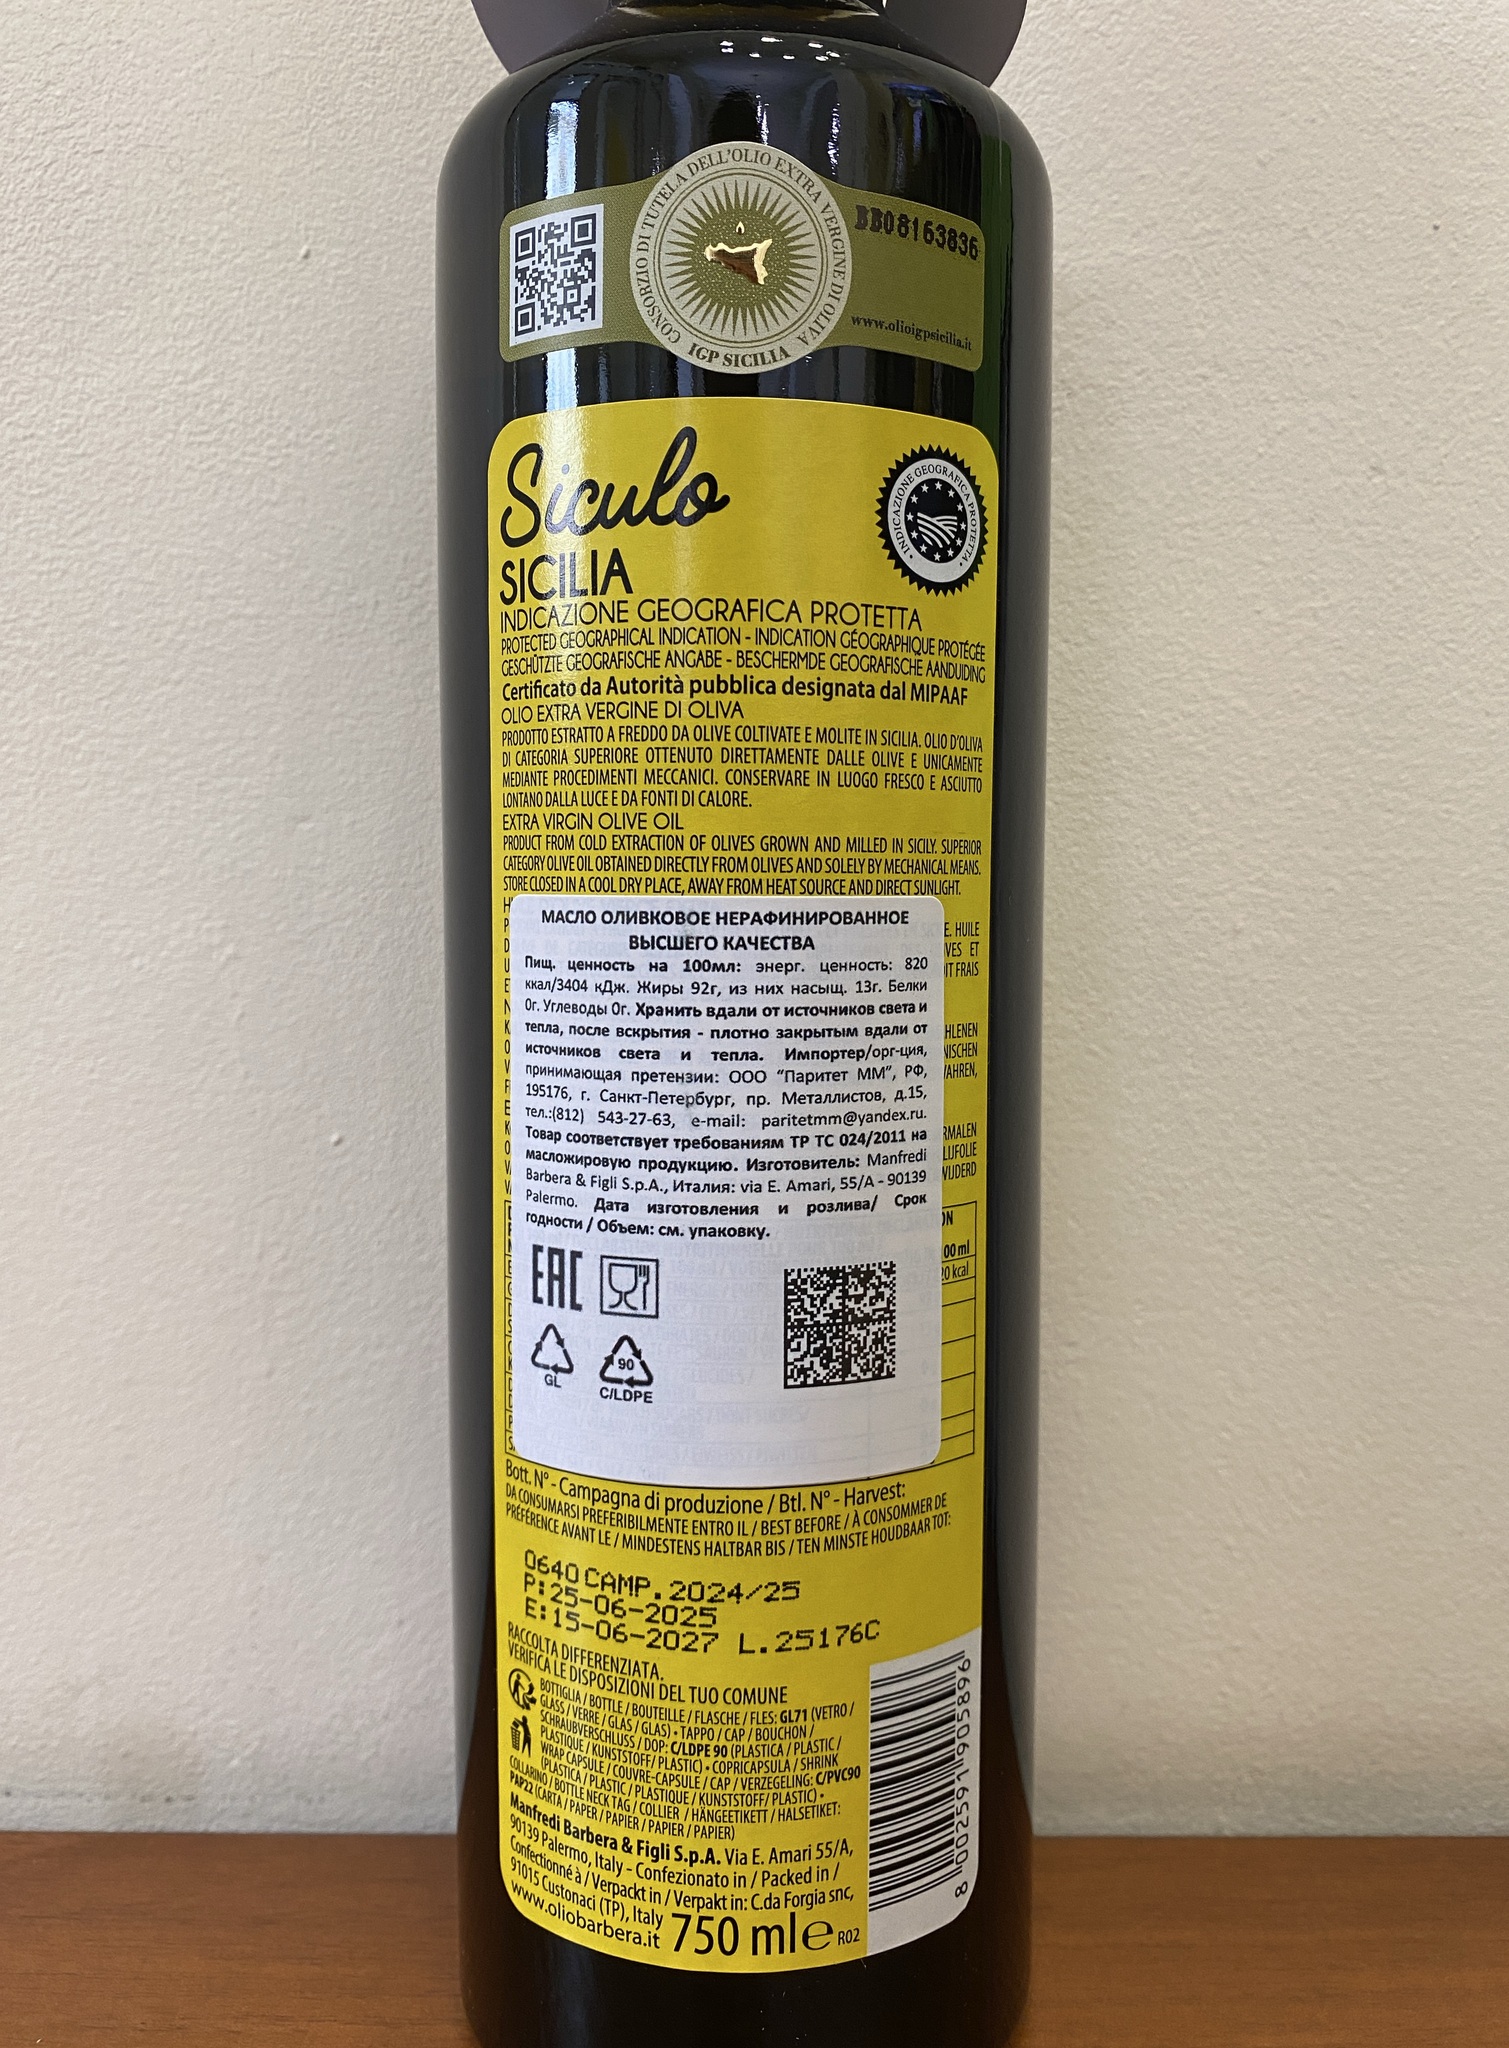 CONSORZIO DI TUTELA DELL'OLIO EXTRA VERGINE DI OLIVA
IGP SICILIA
BB08163836
www.olioigpsicilia.it
Siculo
SICILIA
INDICAZIONE GEOGRAFICA PROTETTA
INDICAZIONE GEOGRAFICA PROTETTA
PROTECTED GEOGRAPHICAL INDICATION - INDICATION GÉOGRAPHIQUE PROTÉGÉE
GESCHÜTZTE GEOGRAFISCHE ANGABE - BESCHERMDE GEOGRAFISCHE AANDUIDING
Certificato da Autorità pubblica designata dal MIPAAF
OLIO EXTRA VERGINE DI OLIVA
PRODOTTO ESTRATTO A FREDDO DA OLIVE COLTIVATE E MOLITE IN SICILIA. OLIO D'OLIVA
DI CATEGORIA SUPERIORE OTTENUTO DIRETTAMENTE DALLE OLIVE E UNICAMENTE
MEDIANTE PROCEDIMENTI MECCANICI. CONSERVARE IN LUOGO FRESCO E ASCIUTTO
LONTANO DALLA LUCE E DA FONTI DI CALORE.
EXTRA VIRGIN OLIVE OIL
PRODUCT FROM COLD EXTRACTION OF OLIVES GROWN AND MILLED IN SICILY. SUPERIOR
CATEGORY OLIVE OIL OBTAINED DIRECTLY FROM OLIVES AND SOLELY BY MECHANICAL MEANS.
STORE CLOSED IN A COOL DRY PLACE, AWAY FROM HEAT SOURCE AND DIRECT SUNLIGHT.
HUILE
FRAIS
МАСЛО ОЛИВКОВОЕ НЕРАФИНИРОВАННОЕ
ВЫСШЕГО КАЧЕСТВА
Пищ. ценность на 100мл: энерг. ценность: 820
ккал/3404 кДж. Жиры 92г, из них насыщ. 13г. Белки
0г. Углеводы 0г. Хранить вдали от источников света и
тепла, после вскрытия - плотно закрытым вдали от
источников света и тепла. Импортер/орг-ция,
принимающая претензии: ООО "Паритет ММ", РФ,
195176, г. Санкт-Петербург, пр. Металлистов, д.15,
тел.:(812) 543-27-63, e-mail: paritetmm@yandex.ru.
Товар соответствует требованиям ТР ТС 024/2011 на
масложировую продукцию. Изготовитель: Manfredi
Barbera & Figli S.p.A., Италия: via E. Amari, 55/A - 90139
Palermo. Дата изготовления и розлива/ Срок
годности / Объем: см. упаковку.
EAC
GL
90
C/LDPE
Bott. N° - Campagna di produzione / Btl. N° - Harvest:
DA CONSUMARSI PREFERIBILMENTE ENTRO IL / BEST BEFORE / À CONSOMMER DE
PRÉFÉRENCE AVANT LE / MINDESTENS HALTBAR BIS / TEN MINSTE HOUDBAAR TOT:
0640 CAMP. 2024/25
P:25-06-2025
E:15-06-2027 L.25176C
RACCOLTA DIFFERENZIATA.
VERIFICA LE DISPOSIZIONI DEL TUO COMUNE
BOTTIGLIA / BOTTLE / BOUTEILLE / FLASCHE / FLES: GL71 (VETRO /
GLASS / VERRE / GLAS / GLAS) • TAPPO / CAP / BOUCHON /
SCHRAUBVERSCHLUSS / DOP: C/LDPE 90 (PLASTICA / PLASTIC /
PLASTIQUE / KUNSTSTOFF/ PLASTIC) • COPRICAPSULA / SHRINK
WRAP CAPSULE / COUVRE-CAPSULE / CAP / VERZEGELING: C/PVC90
(PLASTICA / PLASTIC / PLASTIQUE / KUNSTSTOFF/ PLASTIC) •
COLLARINO / BOTTLE NECK TAG / COLLIER / HÄNGEETIKETT / HALSETIKET:
PAP22 (CARTA / PAPER / PAPIER / PAPIER / PAPIER)
Manfredi Barbera & Figli S.p.A. Via E. Amari 55/A,
90139 Palermo, Italy - Confezionato in / Packed in /
Confectionné à / Verpackt in / Verpakt in: C.da Forgia snc,
91015 Custonaci (TP), Italy
www.oliobarbera.it
750 ml e R02
8 002591 905896